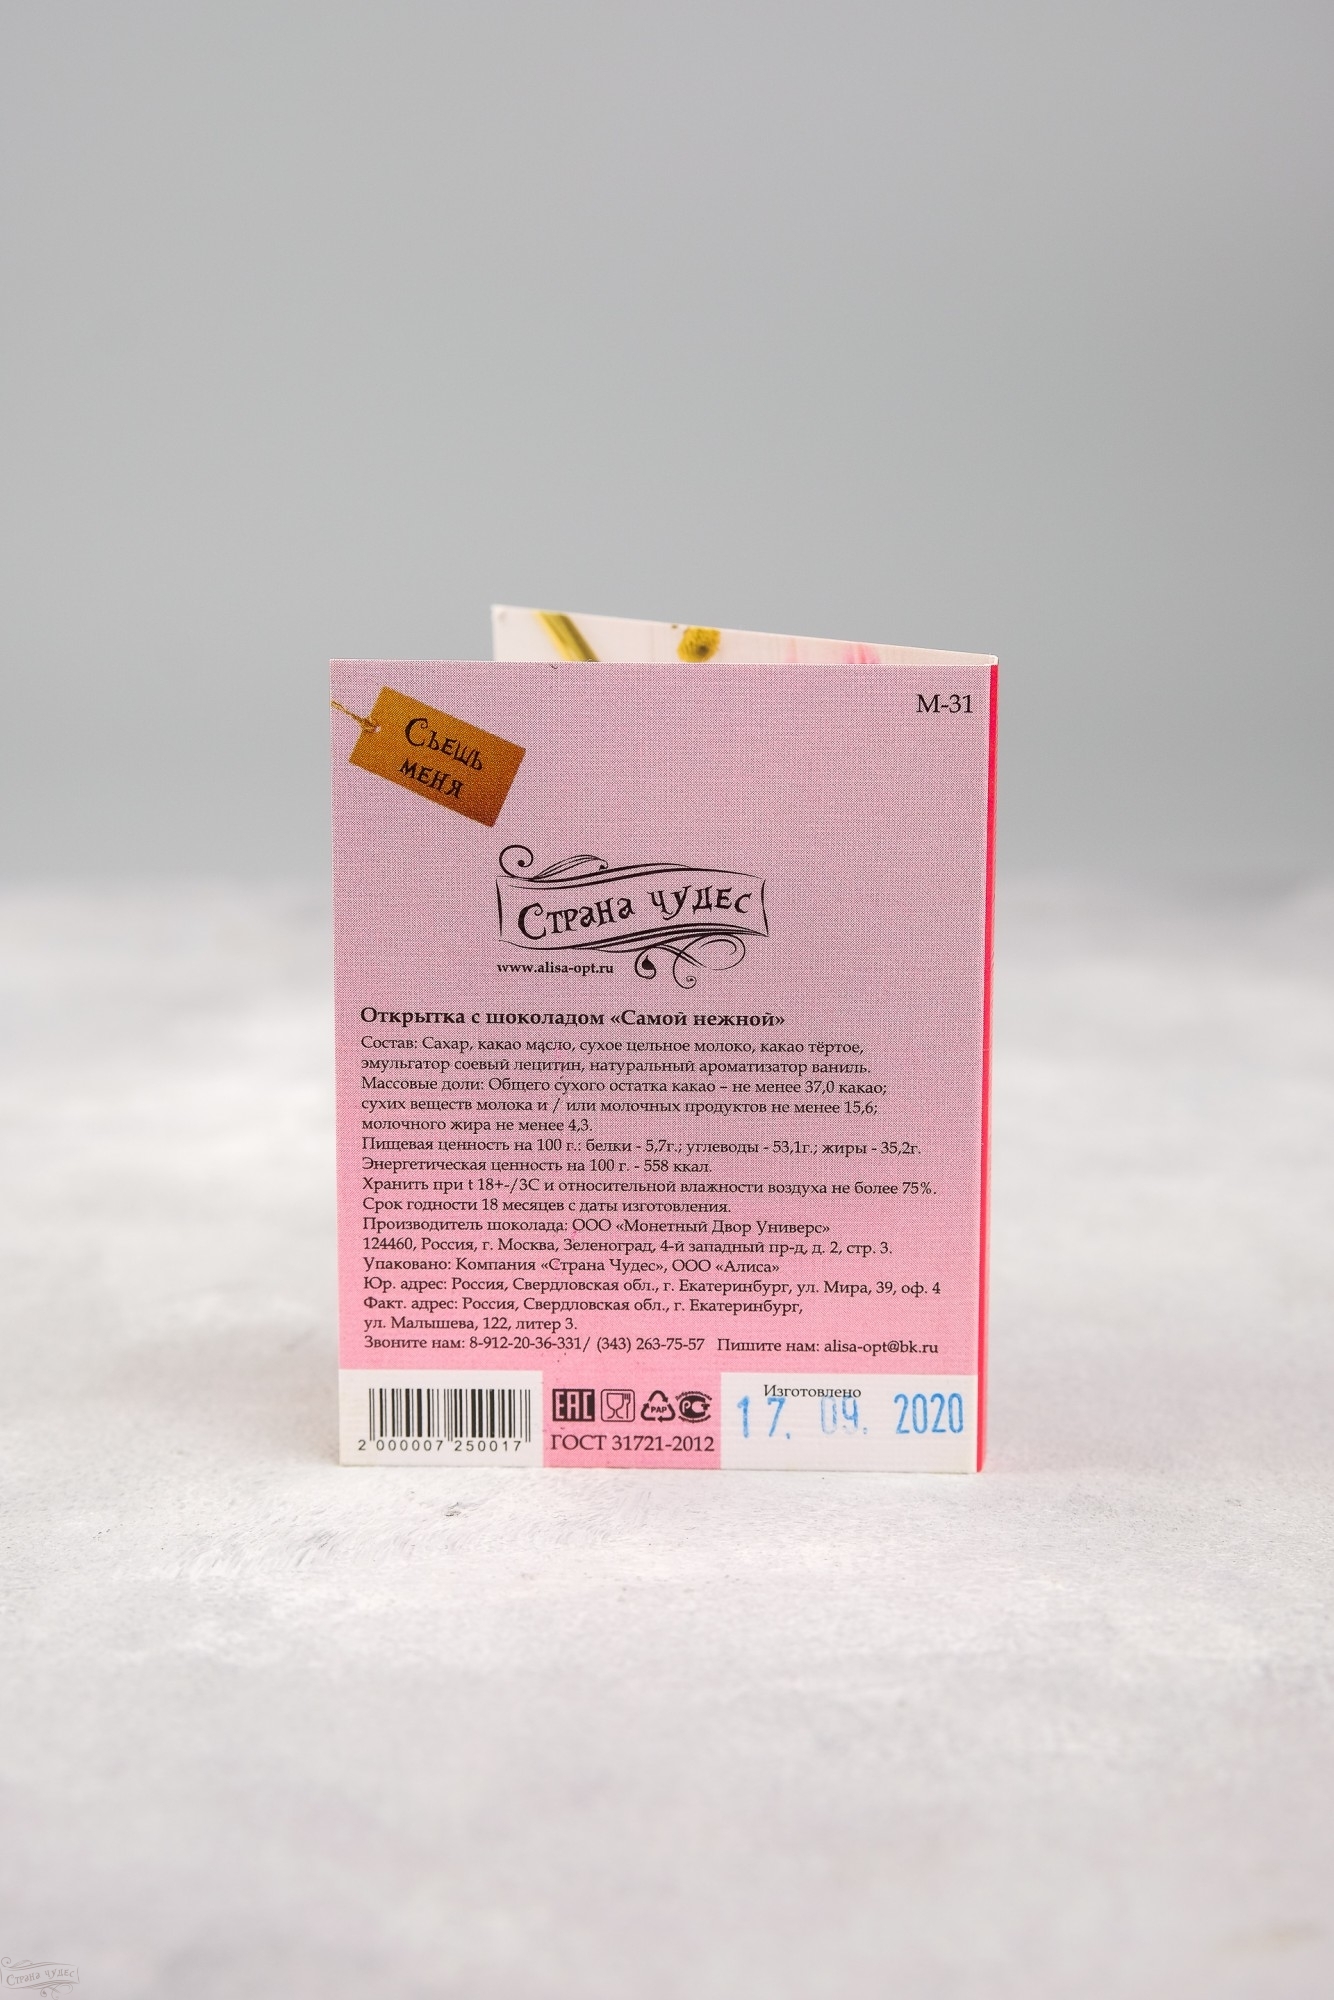 М-31
Съешь
меня
Страна чудес
www.alisa-opt.ru
Открытка с шоколадом «Самой нежной»
Состав: Сахар, какао масло, сухое цельное молоко, какао тёртое,
эмульгатор соевый лецитин, натуральный ароматизатор ваниль.
Массовые доли: Общего сухого остатка какао – не менее 37,0 какао;
сухих веществ молока и / или молочных продуктов не менее 15,6;
молочного жира не менее 4,3.
Пищевая ценность на 100 г.: белки - 5,7г.; углеводы - 53,1г.; жиры - 35,2г.
Энергетическая ценность на 100 г. - 558 ккал.
Хранить при t 18+-/3С и относительной влажности воздуха не более 75%.
Срок годности 18 месяцев с даты изготовления.
Производитель шоколада: ООО «Монетный Двор Универс»
124460, Россия, г. Москва, Зеленоград, 4-й западный пр-д, д. 2, стр. 3.
Упаковано: Компания «Страна Чудес», ООО «Алиса»
Юр. адрес: Россия, Свердловская обл., г. Екатеринбург, ул. Мира, 39, оф. 4
Факт. адрес: Россия, Свердловская обл., г. Екатеринбург,
ул. Малышева, 122, литер 3.
Звоните нам: 8-912-20-36-331/ (343) 263-75-57 Пишите нам: alisa-opt@bk.ru
Изготовлено
17. 09. 2020
EAC PAP РСТ
2 000007 250017
ГОСТ 31721-2012
Страна чудес